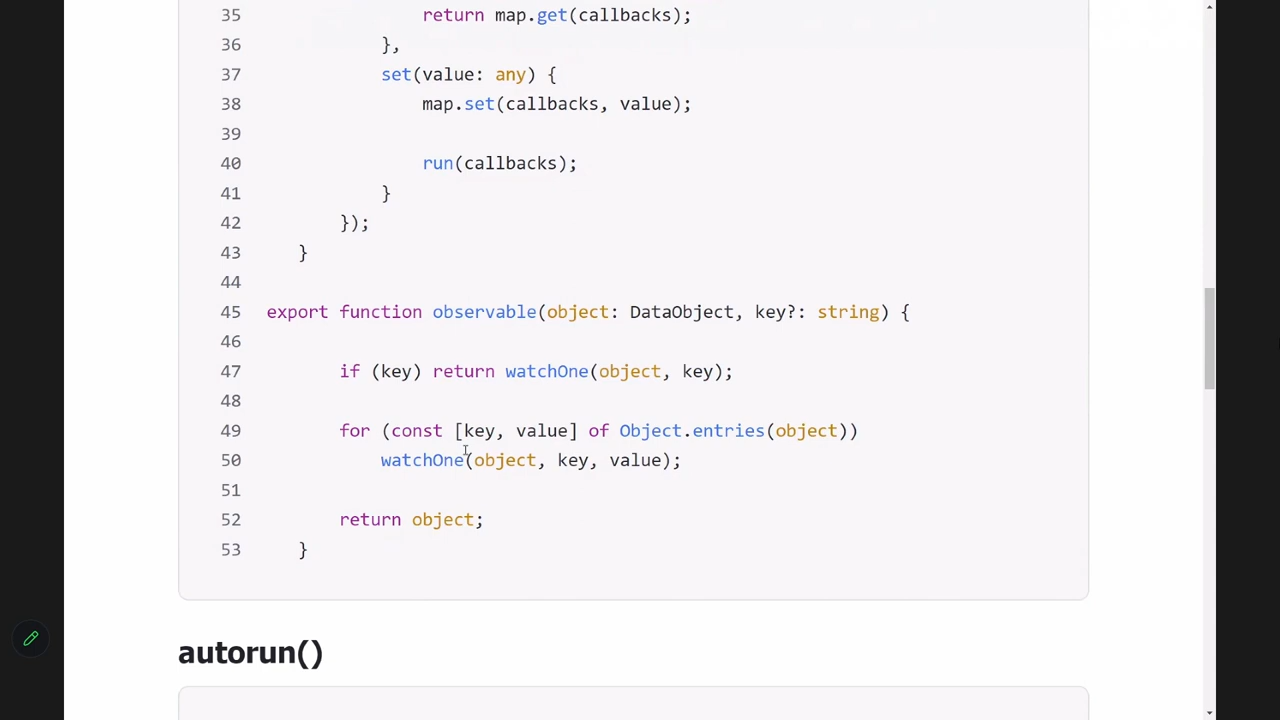 35 return map.get(callbacks);
36 },
37 set(value: any) {
38 map.set(callbacks, value);
39
40 run(callbacks);
41 }
42 });
43 }
44
45 export function observable(object: DataObject, key?: string) {
46
47 if (key) return watchOne(object, key);
48
49 for (const [key, value] of Object.entries(object))
50 watchOne(object, key, value);
51
52 return object;
53 }
autorun()